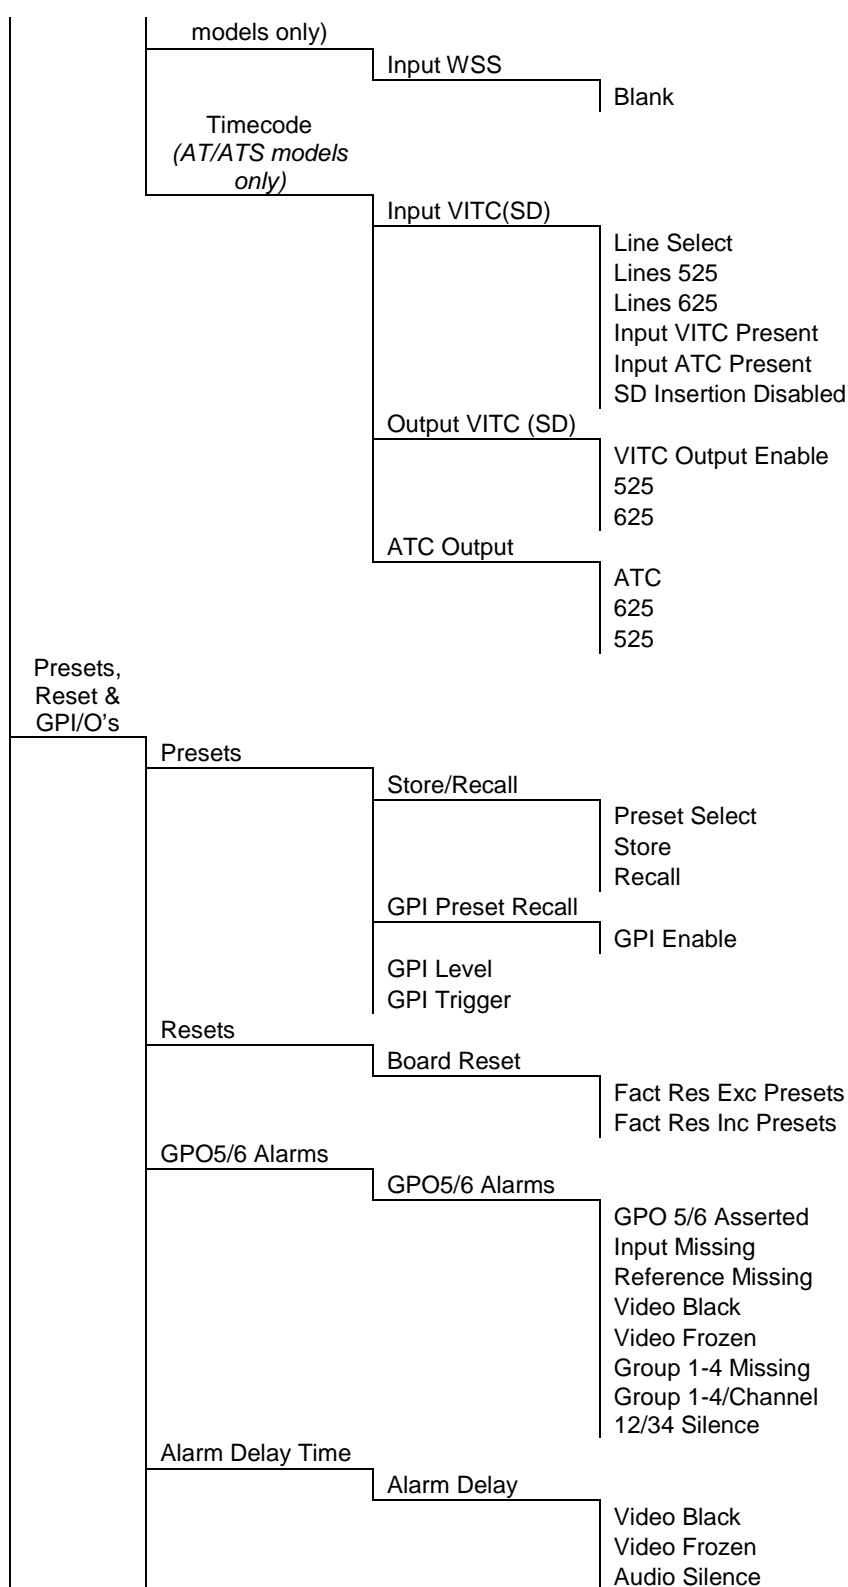 models only)
Input WSS
Blank
Timecode
(AT/ATS models
only)
Input VITC(SD)
Line Select
Lines 525
Lines 625
Input VITC Present
Input ATC Present
SD Insertion Disabled
Output VITC (SD)
VITC Output Enable
525
625
ATC Output
ATC
625
525
Presets,
Reset &
GPI/O’s
Presets
Store/Recall
Preset Select
Store
Recall
GPI Preset Recall
GPI Enable
GPI Level
GPI Trigger
Resets
Board Reset
Fact Res Exc Presets
Fact Res Inc Presets
GPO5/6 Alarms
GPO5/6 Alarms
GPO 5/6 Asserted
Input Missing
Reference Missing
Video Black
Video Frozen
Group 1-4 Missing
Group 1-4/Channel
12/34 Silence
Alarm Delay Time
Alarm Delay
Video Black
Video Frozen
Audio Silence